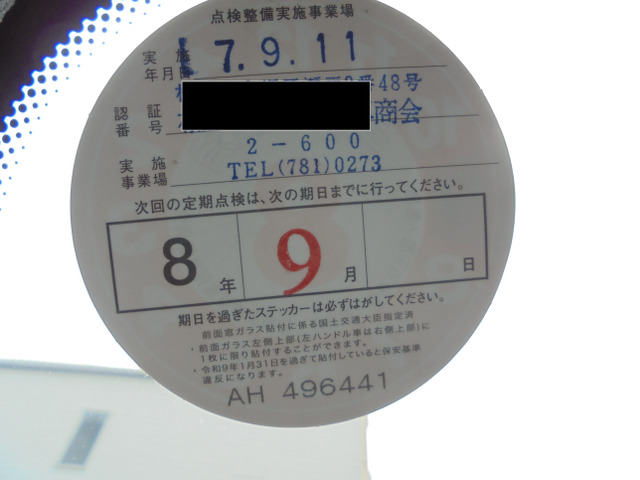 点検整備実施事業場
実施年月日 7.9.11
番48号
認証番号 商会
2-600
実施事業場 TEL(781)0273
次回の定期点検は、次の期日までに行ってください。
8年 9月 日
期日を過ぎたステッカーは必ずはがしてください。
前面窓ガラス貼付に係る国土交通大臣指定済
・前面ガラス左側上部(左ハンドル車は右側上部)に
1枚に限り貼付することができます。
・令和9年1月31日を過ぎて貼付していると保安基準
違反になります。
AH 496441